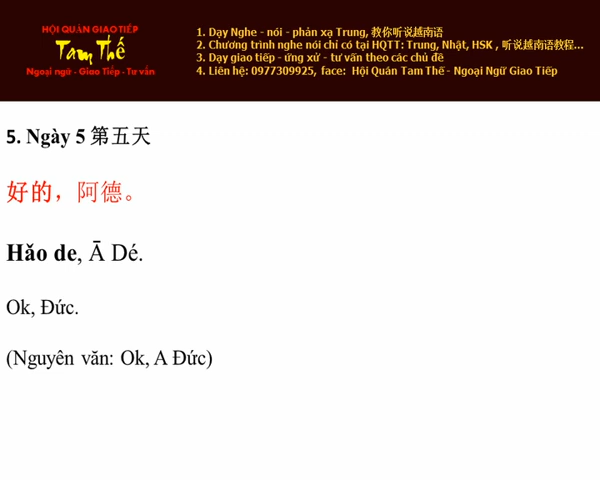 HỘI QUÁN GIAO TIẾP
Tam Thế
Ngoại ngữ - Giao Tiếp - Tư vấn
1. Dạy Nghe - nói - phản xạ Trung, 教你听说越南语
2. Chương trình nghe nói chỉ có tại HQTT: Trung, Nhật, HSK , 听说越南语教程...
3. Dạy giao tiếp - ứng xử - tư vấn theo các chủ đề
4. Liên hệ: 0977309925, face: Hội Quán Tam Thế - Ngoại Ngữ Giao Tiếp
5. Ngày 5 第五天
好的，阿德。
Hǎo de, Ā Dé.
Ok, Đức.
(Nguyên văn: Ok, A Đức)